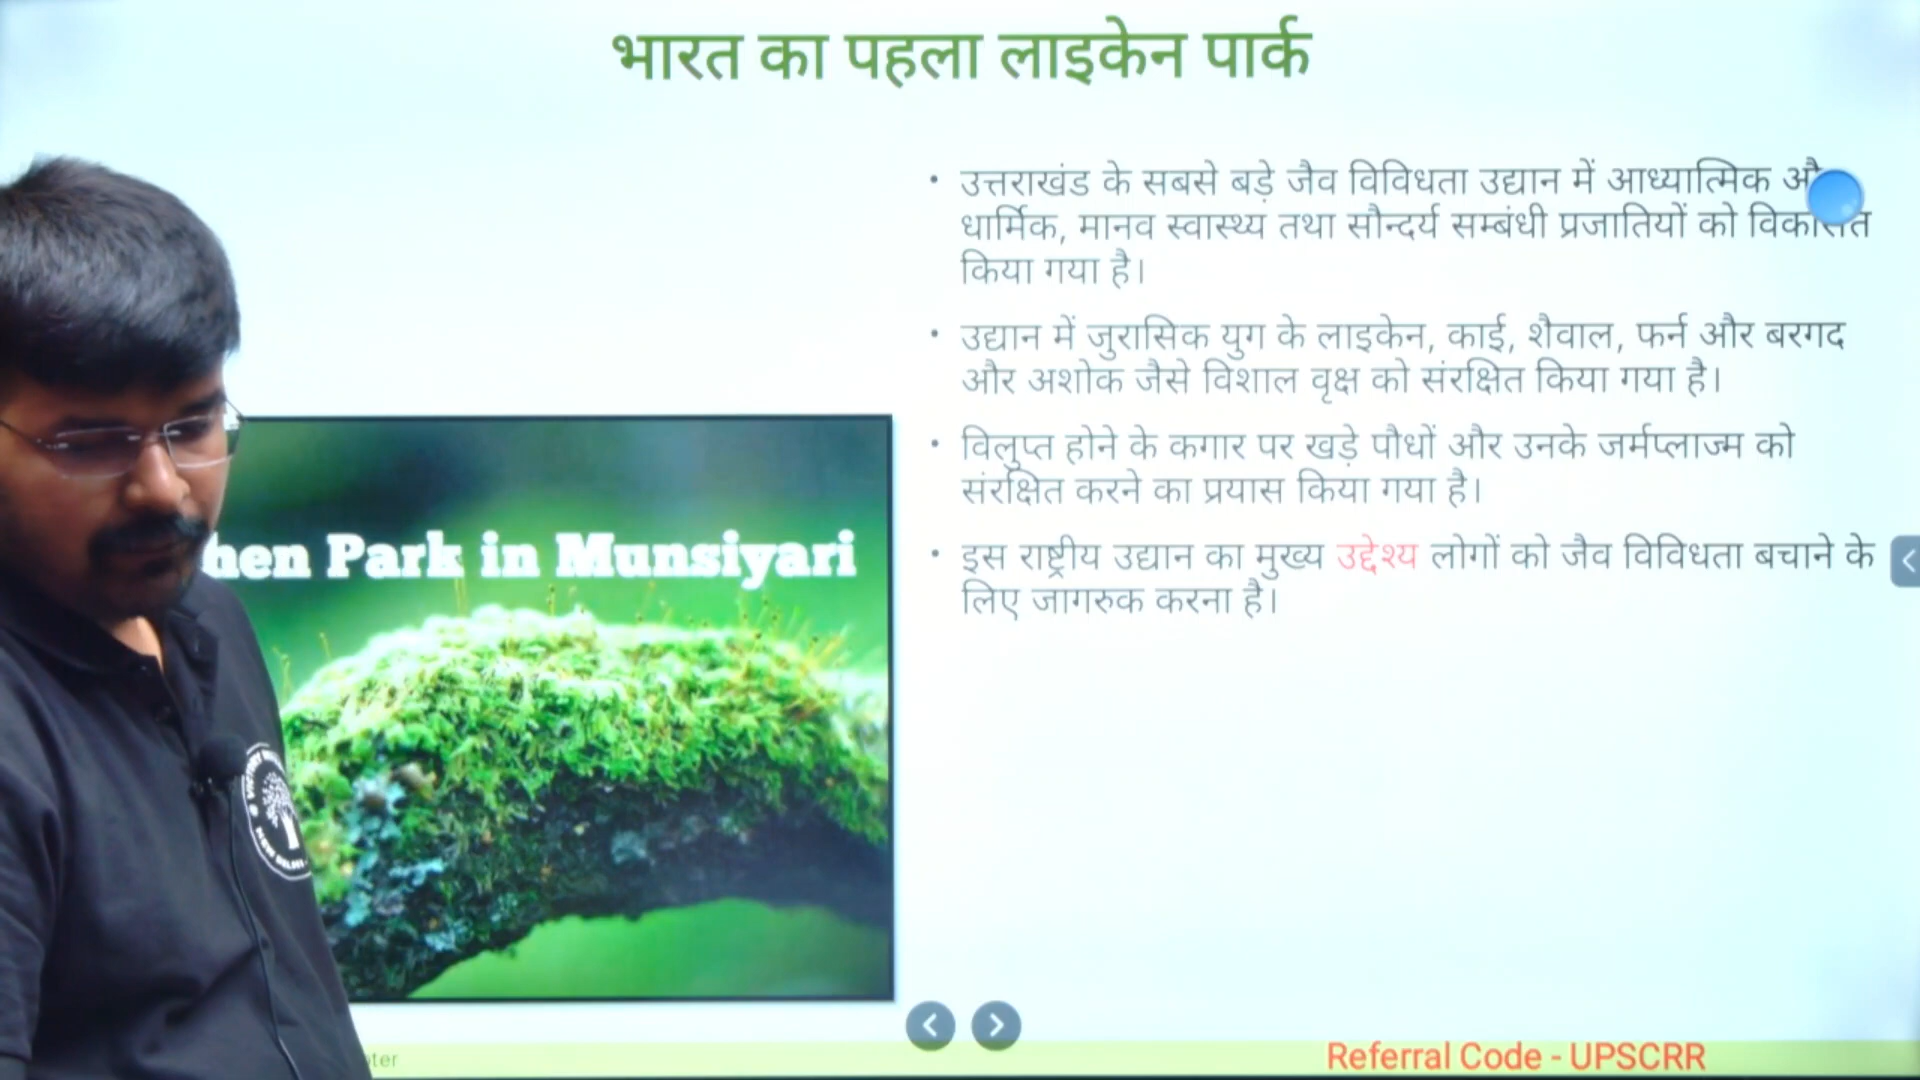 भारत का पहला लाइकेन पार्क
• उत्तराखंड के सबसे बड़े जैव विविधता उद्यान में आध्यात्मिक
धार्मिक, मानव स्वास्थ्य तथा सौन्दर्य सम्बंधी प्रजातियों को विकसित
किया गया है।
• उद्यान में जुरासिक युग के लाइकेन, काई, शैवाल, फर्न और बरगद
और अशोक जैसे विशाल वृक्ष को संरक्षित किया गया है।
• विलुप्त होने के कगार पर खड़े पौधों और उनके जर्मप्लाज्म को
संरक्षित करने का प्रयास किया गया है।
• इस राष्ट्रीय उद्यान का मुख्य उद्देश्य लोगों को जैव विविधता बचाने के
लिए जागरुक करना है।
hen Park in Munsiyari
NEW DELHI
Referral Code - UPSCRR